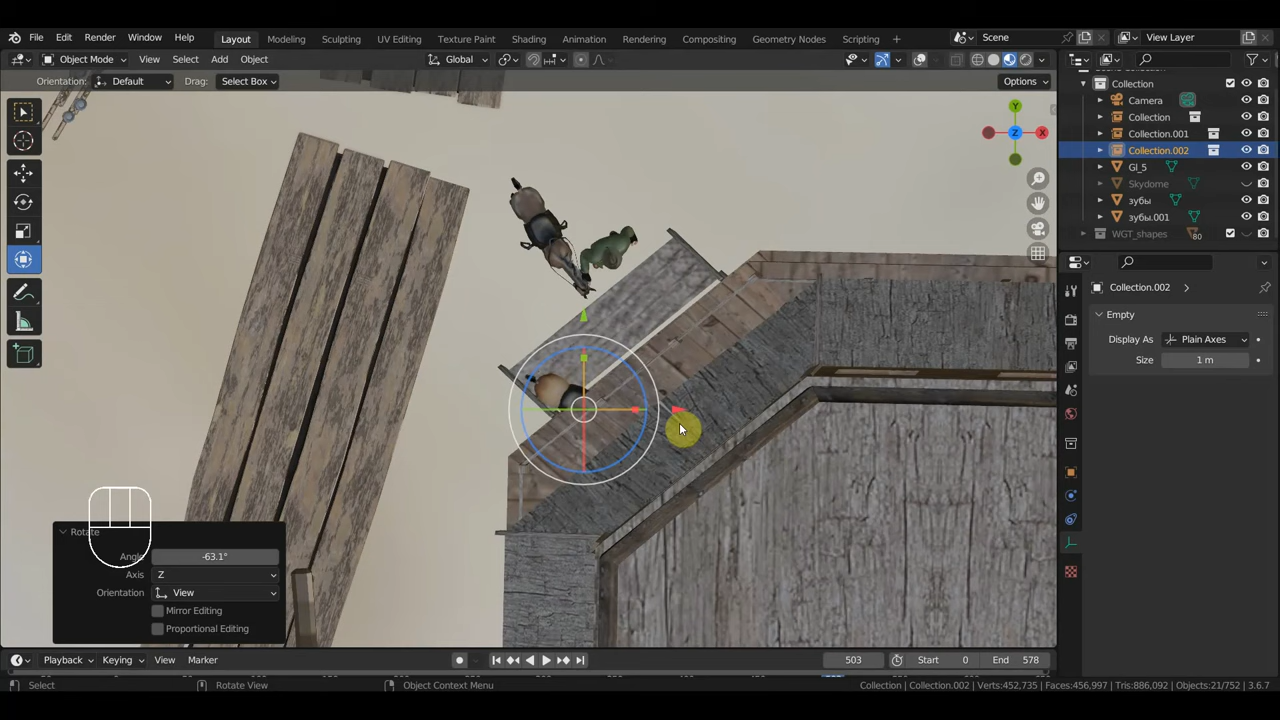 File Edit Render Window Help Layout Modeling Sculpting UV Editing Texture Paint Shading Animation Rendering Compositing Geometry Nodes Scripting + Scene View Layer
Object Mode View Select Add Object Global
Orientation: Default Drag: Select Box Options
Collection
Camera
Collection
Collection.001
Collection.002
Gl_5
Skydome
зубы
зубы.001
WGT_shapes 80
Y
Z X
Collection.002
Empty
Display As Plain Axes
Size 1 m
Rotate
Angle -63.1°
Axis Z
Orientation View
Mirror Editing
Proportional Editing
Playback Keying View Marker 503 Start 0 End 578
Select Rotate View Object Context Menu Collection | Collection.002 | Verts:452,735 | Faces:456,997 | Tris:886,092 | Objects:21/752 | 3.6.7